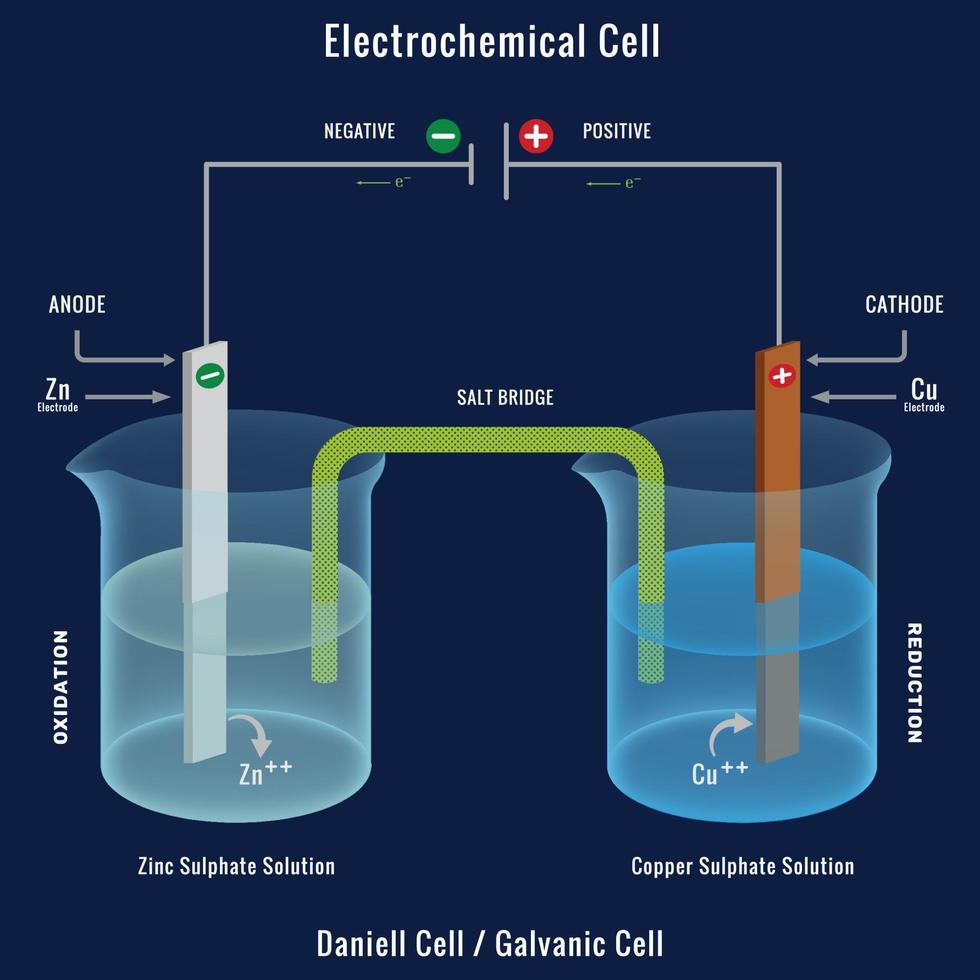 Electrochemical Cell
NEGATIVE − + POSITIVE
e⁻ e⁻
ANODE CATHODE
Zn Cu
Electrode Electrode
− +
SALT BRIDGE
OXIDATION REDUCTION
Zn⁺⁺ Cu⁺⁺
Zinc Sulphate Solution Copper Sulphate Solution
Daniell Cell / Galvanic Cell